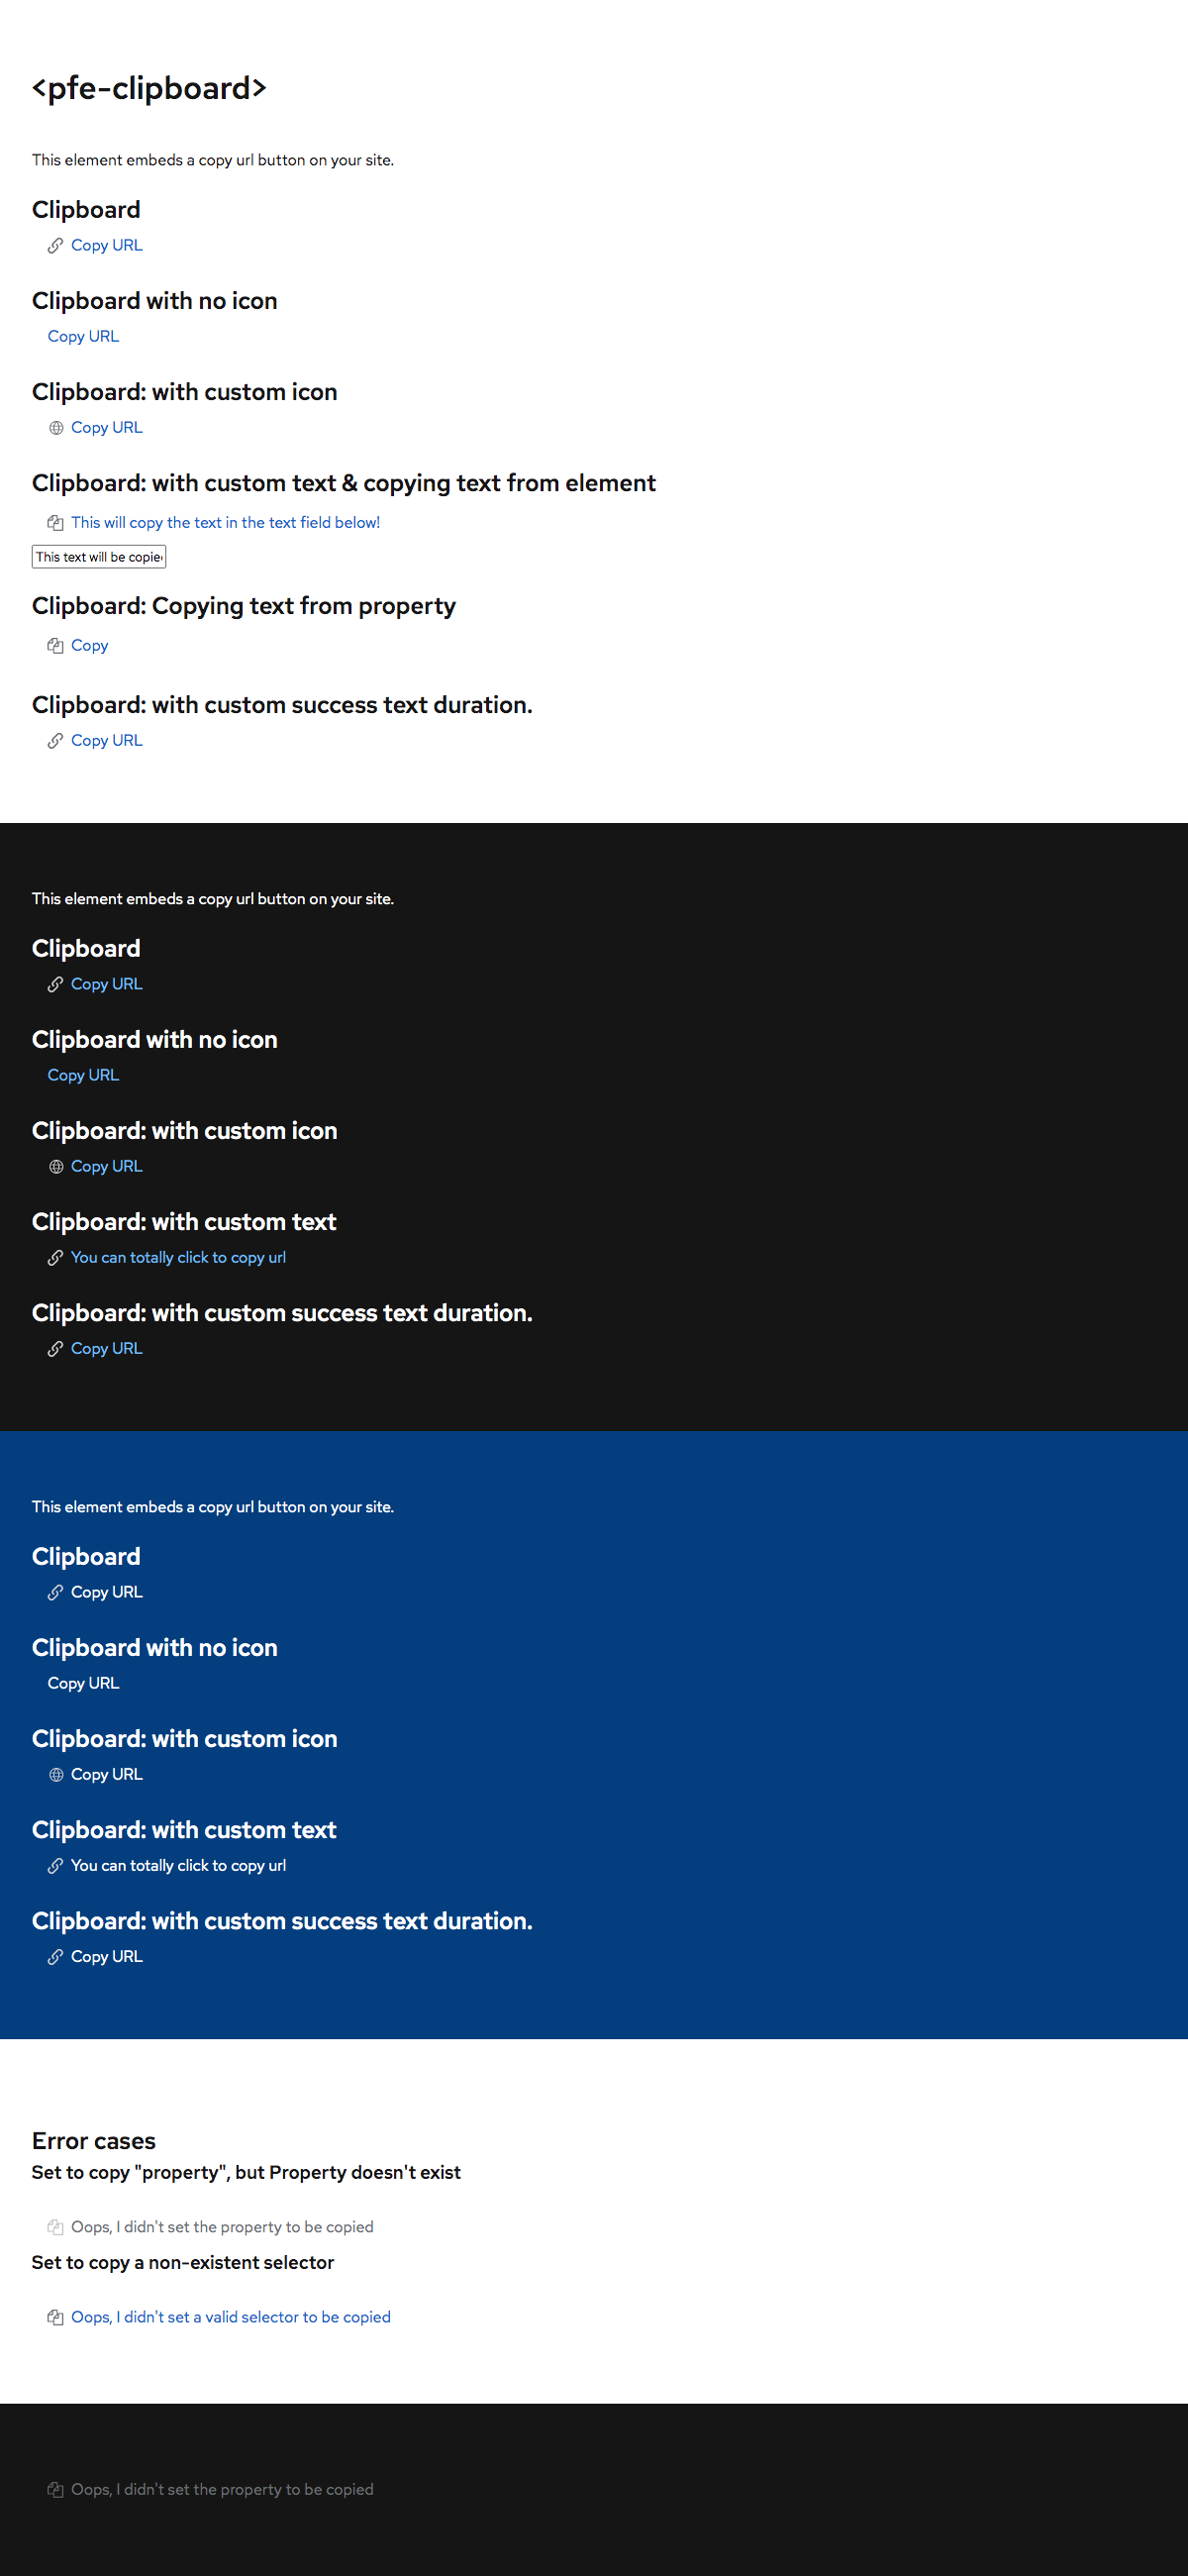 <pfe-clipboard>
This element embeds a copy url button on your site.
Clipboard
Copy URL
Clipboard with no icon
Copy URL
Clipboard: with custom icon
Copy URL
Clipboard: with custom text & copying text from element
This will copy the text in the text field below!
This text will be copie
Clipboard: Copying text from property
Copy
Clipboard: with custom success text duration.
Copy URL
This element embeds a copy url button on your site.
Clipboard
Copy URL
Clipboard with no icon
Copy URL
Clipboard: with custom icon
Copy URL
Clipboard: with custom text
You can totally click to copy url
Clipboard: with custom success text duration.
Copy URL
This element embeds a copy url button on your site.
Clipboard
Copy URL
Clipboard with no icon
Copy URL
Clipboard: with custom icon
Copy URL
Clipboard: with custom text
You can totally click to copy url
Clipboard: with custom success text duration.
Copy URL
Error cases
Set to copy "property", but Property doesn't exist
Oops, I didn't set the property to be copied
Set to copy a non-existent selector
Oops, I didn't set a valid selector to be copied
Oops, I didn't set the property to be copied